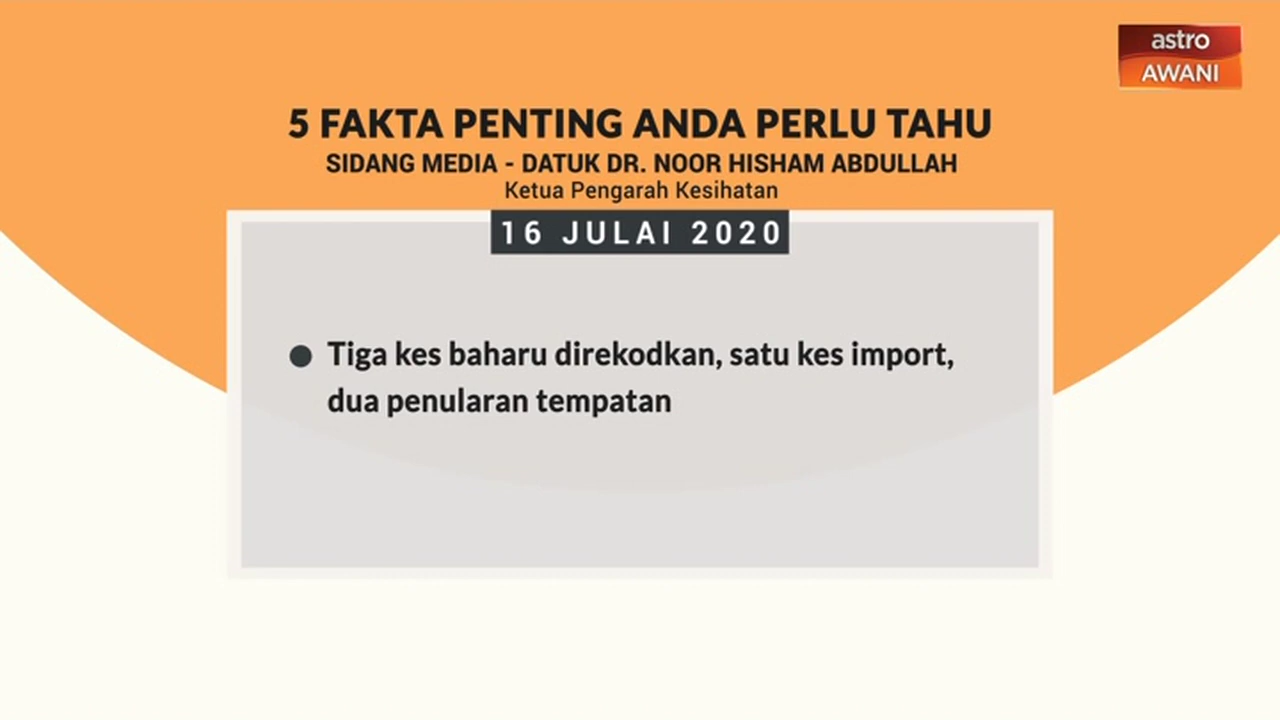 astro
AWANI
5 FAKTA PENTING ANDA PERLU TAHU
SIDANG MEDIA - DATUK DR. NOOR HISHAM ABDULLAH
Ketua Pengarah Kesihatan
16 JULAI 2020
● Tiga kes baharu direkodkan, satu kes import,
dua penularan tempatan